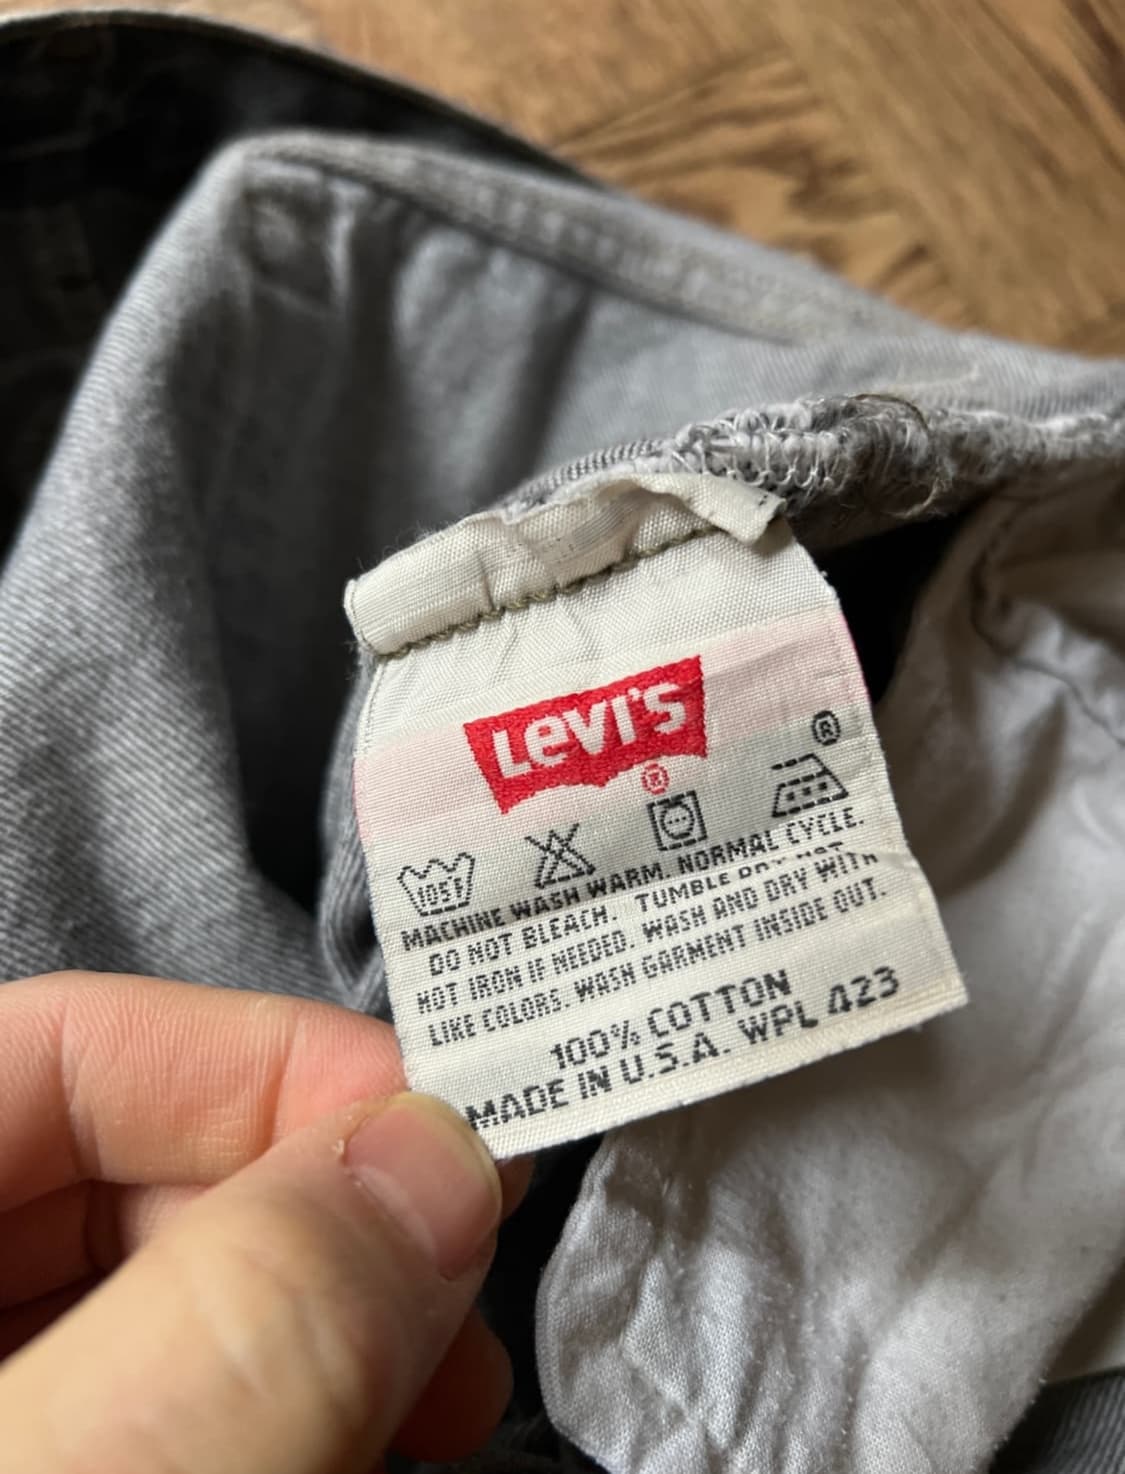 LEVI'S
®
®
105F
MACHINE WASH WARM. NORMAL CYCLE.
DO NOT BLEACH. TUMBLE DRY HOT.
HOT IRON IF NEEDED. WASH AND DRY WITH
LIKE COLORS. WASH GARMENT INSIDE OUT.
100% COTTON
MADE IN U.S.A. WPL 423